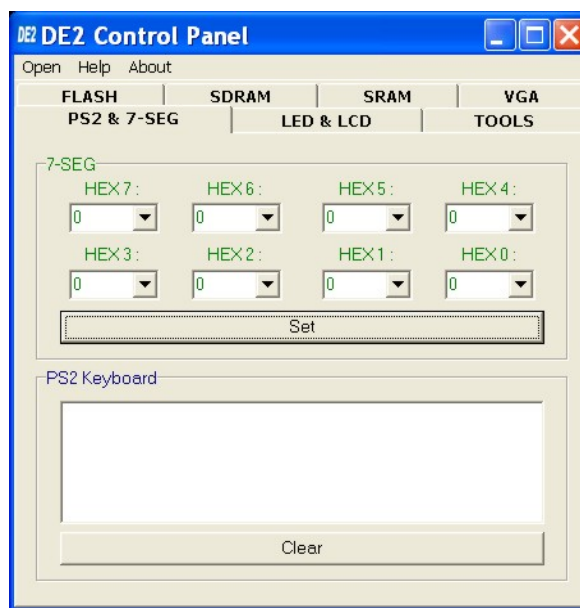 DE2 DE2 Control Panel
Open Help About
FLASH SDRAM SRAM VGA
PS2 & 7-SEG LED & LCD TOOLS
7-SEG
HEX7: HEX6: HEX5: HEX4:
0 0 0 0
HEX3: HEX2: HEX1: HEX0:
0 0 0 0
Set
PS2 Keyboard
Clear